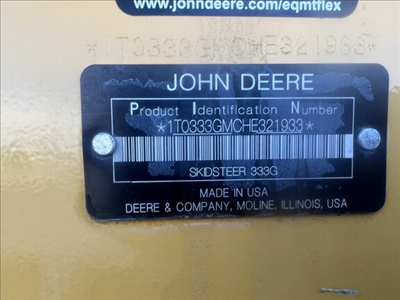 www.johndeere.com/eqmtflex
*1T0333GMCHE321933*
JOHN DEERE
Product Identification Number
*1T0333GMCHE321933*
SKIDSTEER 333G
MADE IN USA
DEERE & COMPANY, MOLINE, ILLINOIS, USA